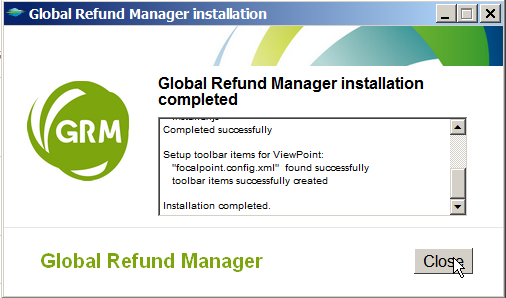 Global Refund Manager installation
GRM
Global Refund Manager installation
completed
Completed successfully
Setup toolbar items for ViewPoint:
"focalpoint.config.xml" found successfully
toolbar items successfully created
Installation completed.
Global Refund Manager
Close